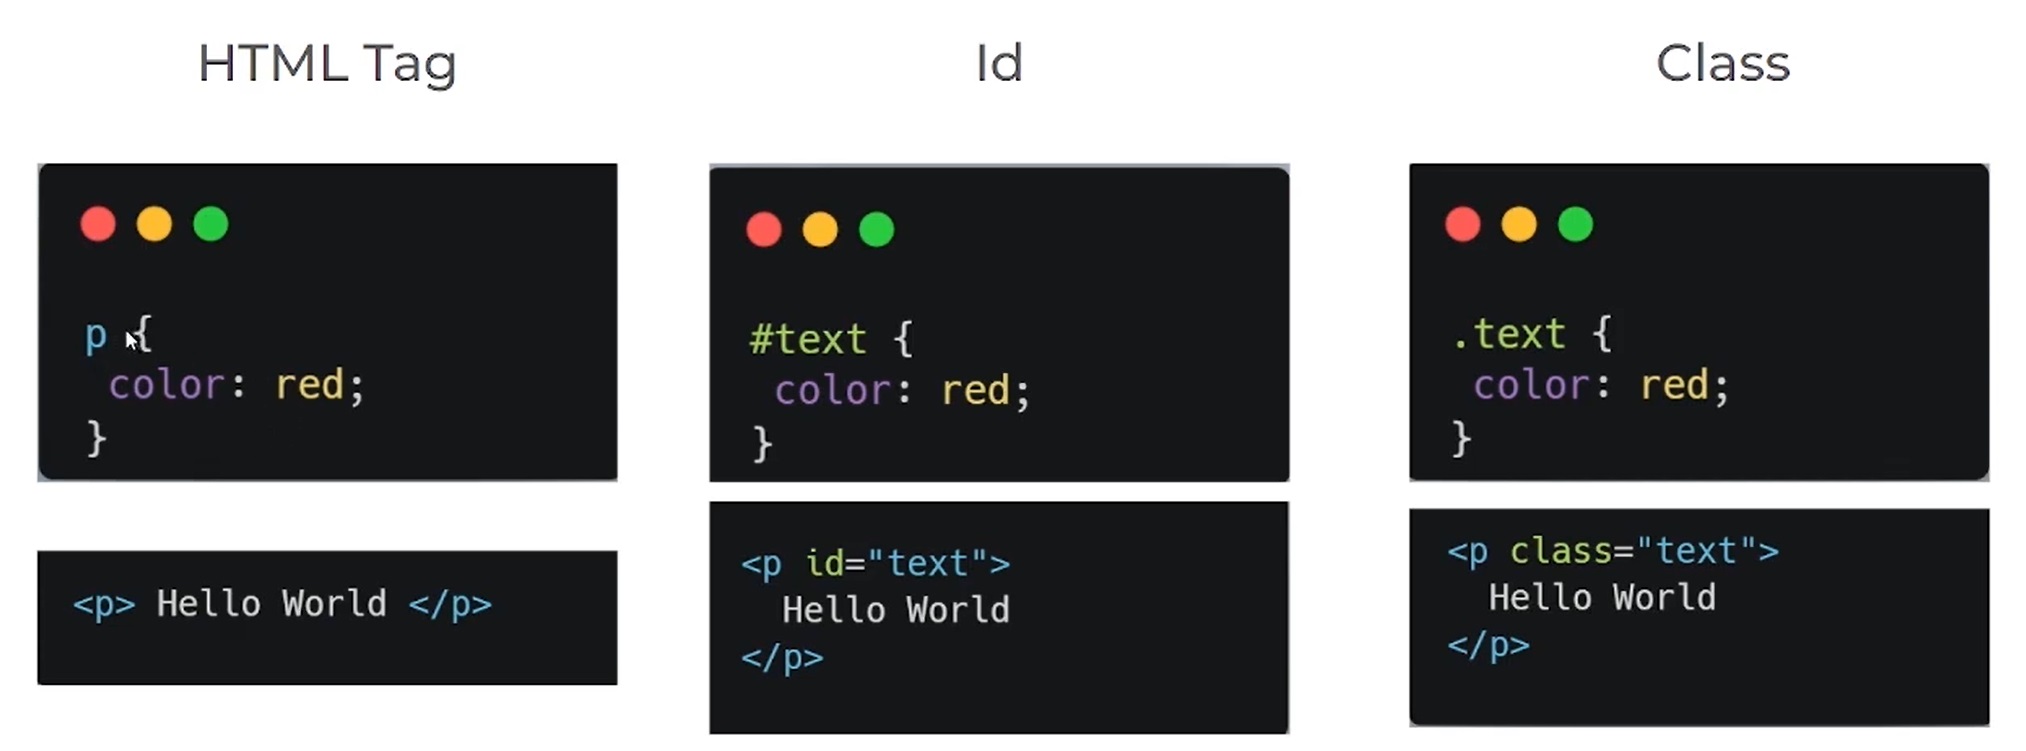 HTML Tag
p {
 color: red;
}
<p> Hello World </p>
Id
#text {
 color: red;
}
<p id="text">
  Hello World
</p>
Class
.text {
 color: red;
}
<p class="text">
  Hello World
</p>